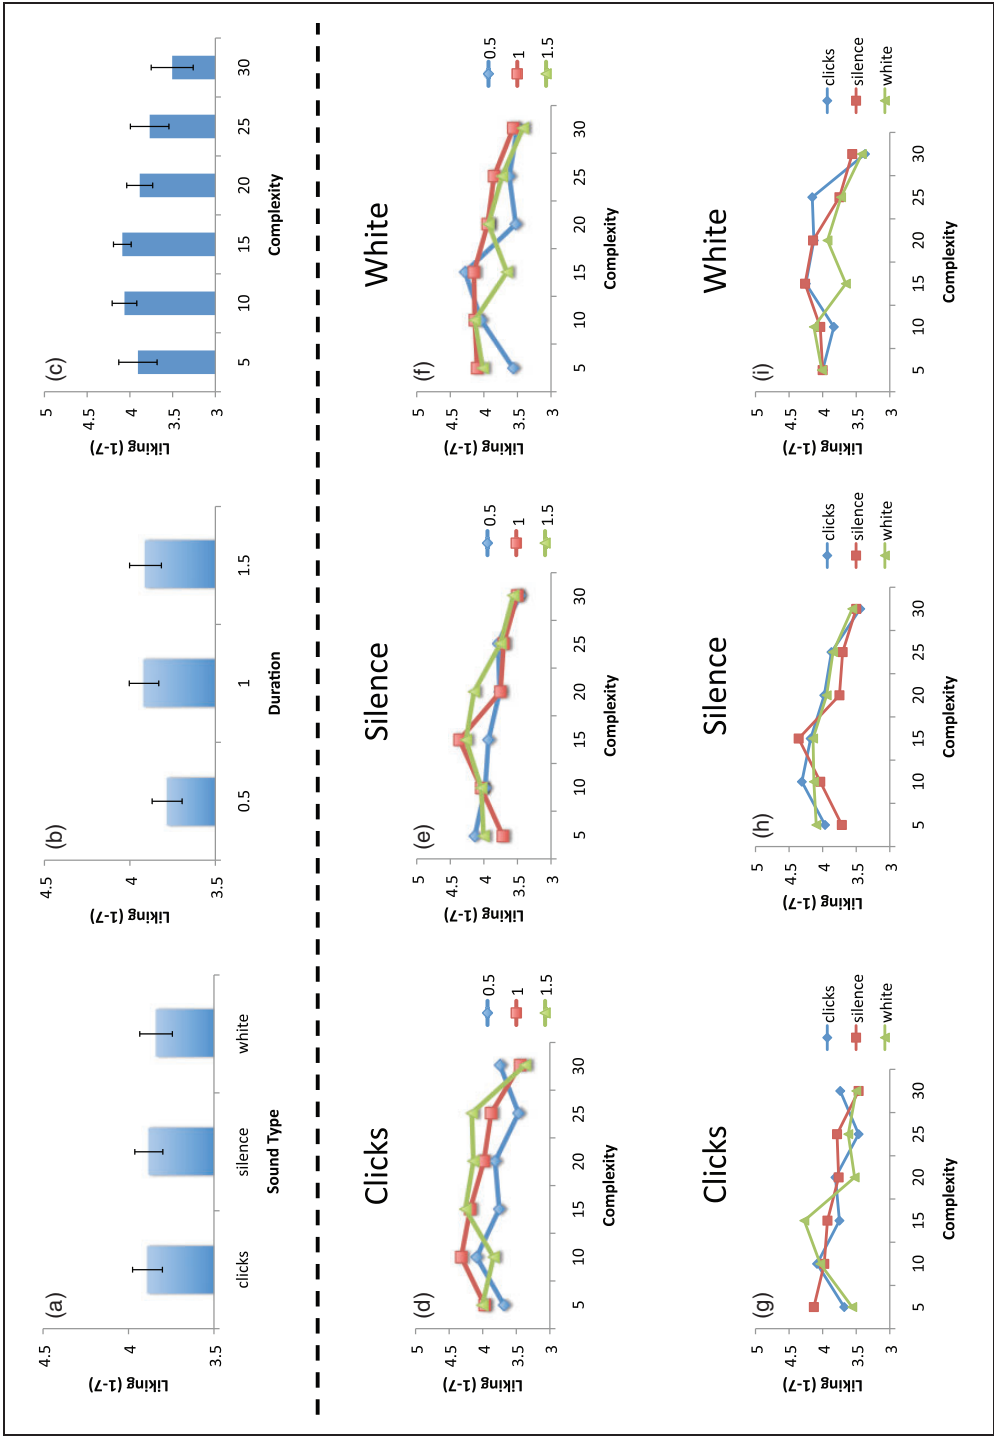 (a)
4.5
4
3.5
Liking (1-7)
clicks
silence
white
Sound Type
(b)
4.5
4
3.5
Liking (1-7)
0.5
1
1.5
Duration
(c)
5
4.5
4
3.5
3
Liking (1-7)
5
10
15
20
25
30
Complexity
Clicks
(d)
5
4.5
4
3.5
3
Liking (1-7)
5
10
15
20
25
30
Complexity
0.5
1
1.5
Silence
(e)
5
4.5
4
3.5
3
Liking (1-7)
5
10
15
20
25
30
Complexity
0.5
1
1.5
White
(f)
5
4.5
4
3.5
3
Liking (1-7)
5
10
15
20
25
30
Complexity
0.5
1
1.5
Clicks
(g)
5
4.5
4
3.5
3
Liking (1-7)
5
10
15
20
25
30
Complexity
clicks
silence
white
Silence
(h)
5
4.5
4
3.5
3
Liking (1-7)
5
10
15
20
25
30
Complexity
clicks
silence
white
White
(i)
5
4.5
4
3.5
3
Liking (1-7)
5
10
15
20
25
30
Complexity
clicks
silence
white